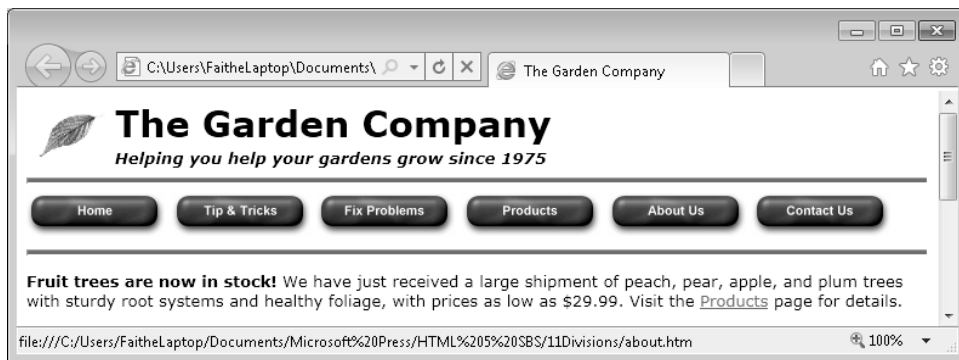 C:\Users\FaitheLaptop\Documents\
The Garden Company
The Garden Company
Helping you help your gardens grow since 1975
Home Tip & Tricks Fix Problems Products About Us Contact Us
Fruit trees are now in stock! We have just received a large shipment of peach, pear, apple, and plum trees
with sturdy root systems and healthy foliage, with prices as low as $29.99. Visit the Products page for details.
file:///C:/Users/FaitheLaptop/Documents/Microsoft%20Press/HTML%205%20SBS/11Divisions/about.htm 100%